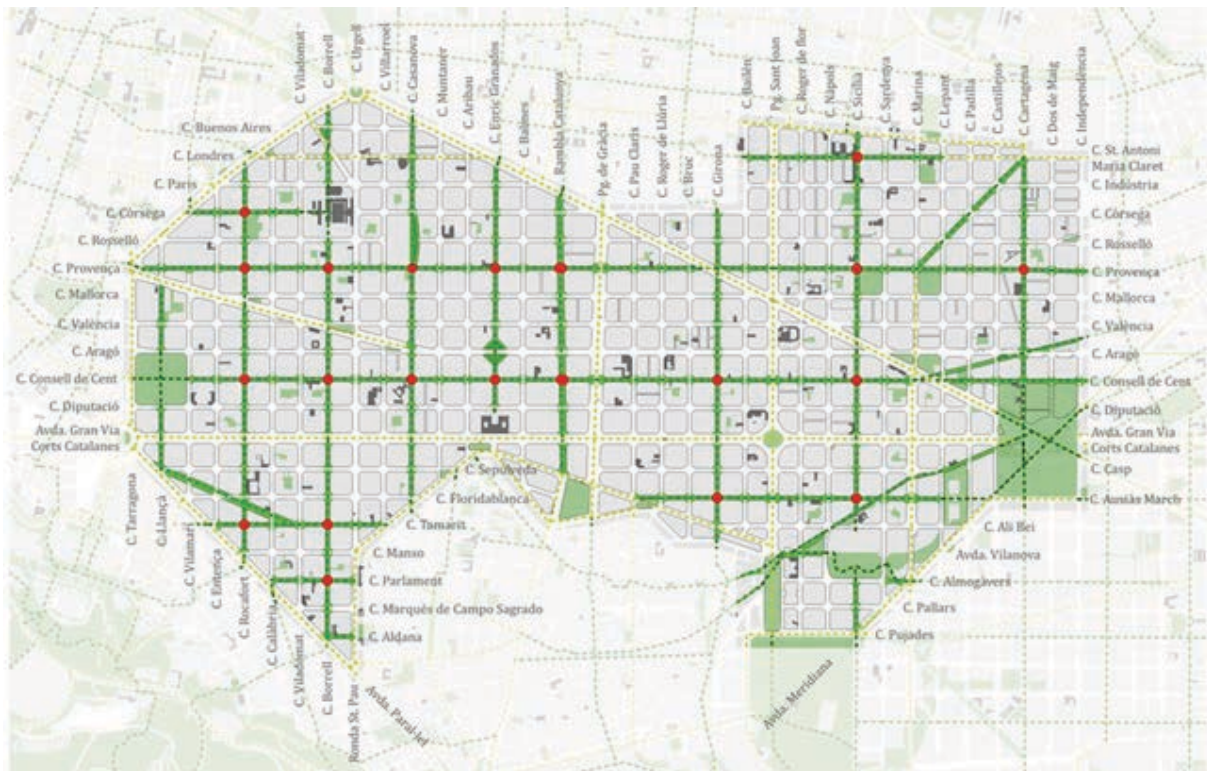 C. Viladomat
C. Borrell
C. Urgell
C. Villarroel
C. Casanova
C. Muntaner
C. Aribau
C. Enric Granados
C. Balmes
Rambla Catalunya
Pg. de Gràcia
C. Pau Claris
C. Roger de Llúria
C. Bruc
C. Girona
C. Bailèn
Pg. Sant Joan
C. Roger de flor
C. Napols
C. Sicília
C. Sardenya
C. Marina
C. Lepant
C. Padilla
C. Castillejos
C. Cartagena
C. Dos de Maig
C. Independencia
C. Buenos Aires
C. Londres
C. Paris
C. Còrsega
C. Rosselló
C. Provença
C. Mallorca
C. València
C. Aragó
C. Consell de Cent
C. Diputació
Avda. Gran Via
Corts Catalanes
C. St. Antoni
Maria Claret
C. Indústria
C. Còrsega
C. Rosselló
C. Provença
C. Mallorca
C. València
C. Aragó
C. Consell de Cent
C. Diputació
Avda. Gran Via
Corts Catalanes
C. Casp
C. Ausiàs March
C. Ali Bei
Avda. Vilanova
C. Almogàvers
C. Pallars
C. Pujades
C. Sepúlveda
C. Floridablanca
C. Tamarit
C. Manso
C. Parlament
C. Marquès de Campo Sagrado
C. Aldana
C. Tarragona
C. Llançà
C. Vilamarí
C. Entença
C. Rocafort
C. Calàbria
C. Viladomat
C. Borrell
Ronda St. Pau
Avda. Paral·lel
Avda. Meridiana